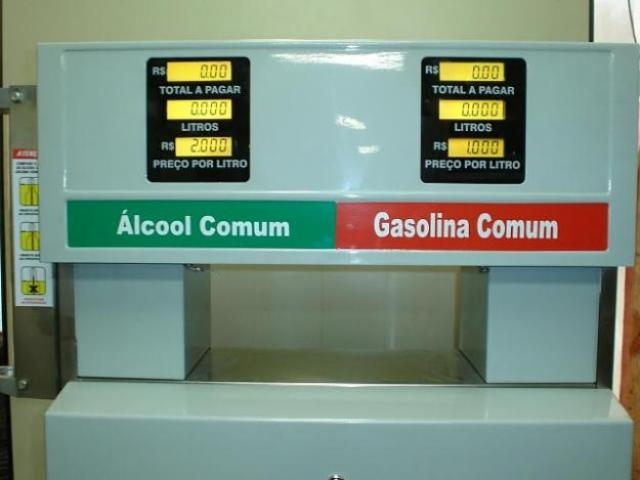 R$ 0.00
TOTAL A PAGAR
0.000
LITROS
R$ 2.000
PREÇO POR LITRO
R$ 0.00
TOTAL A PAGAR
0.000
LITROS
R$ 1.000
PREÇO POR LITRO
Álcool Comum
Gasolina Comum